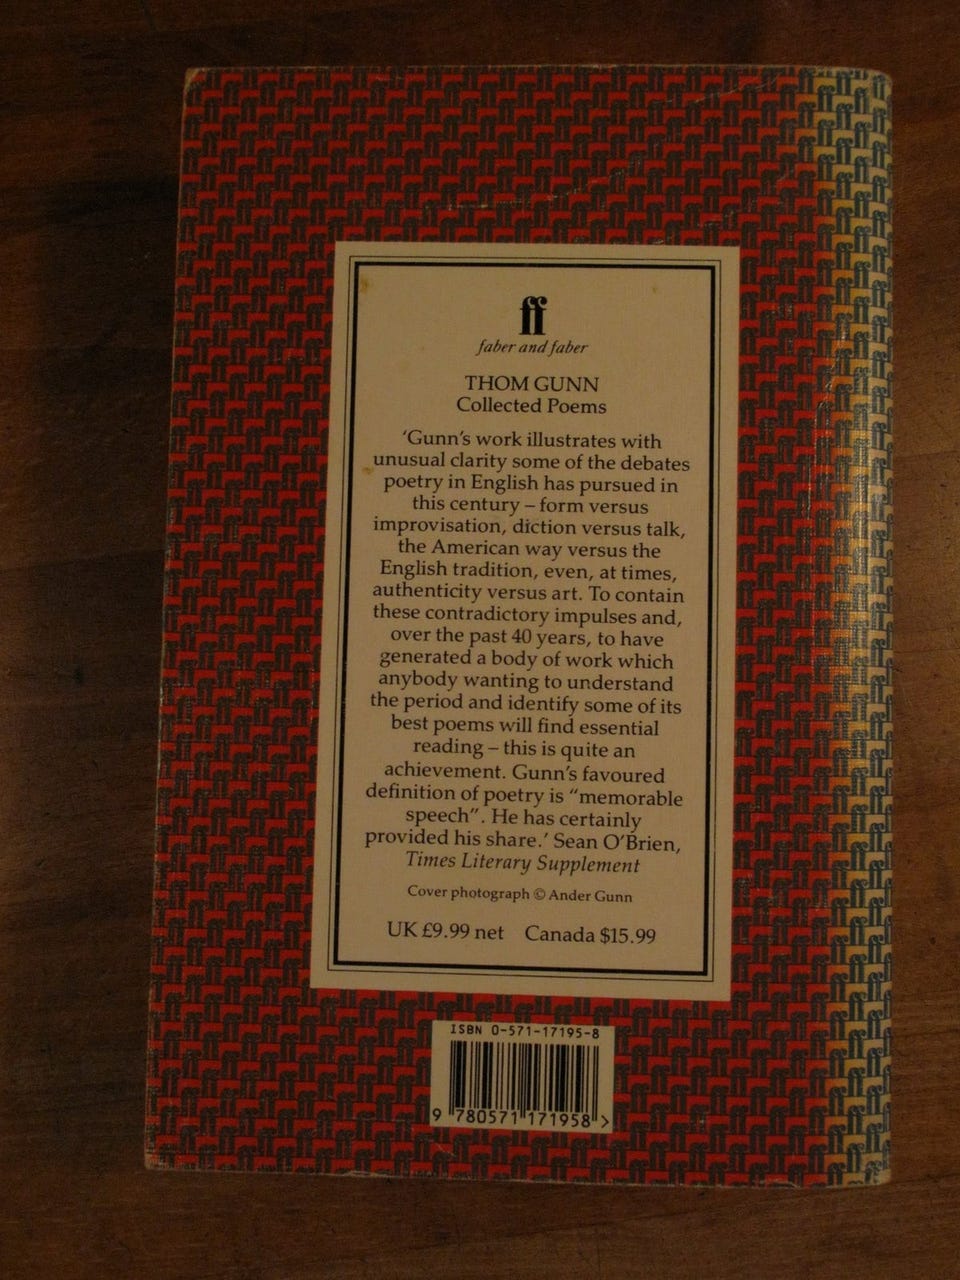 ff
faber and faber
THOM GUNN
Collected Poems
‘Gunn’s work illustrates with
unusual clarity some of the debates
poetry in English has pursued in
this century – form versus
improvisation, diction versus talk,
the American way versus the
English tradition, even, at times,
authenticity versus art. To contain
these contradictory impulses and,
over the past 40 years, to have
generated a body of work which
anybody wanting to understand
the period and identify some of its
best poems will find essential
reading – this is quite an
achievement. Gunn’s favoured
definition of poetry is “memorable
speech”. He has certainly
provided his share.’ Sean O’Brien,
Times Literary Supplement
Cover photograph © Ander Gunn
UK £9.99 net Canada $15.99
ISBN 0-571-17195-8
9 780571 171958 >